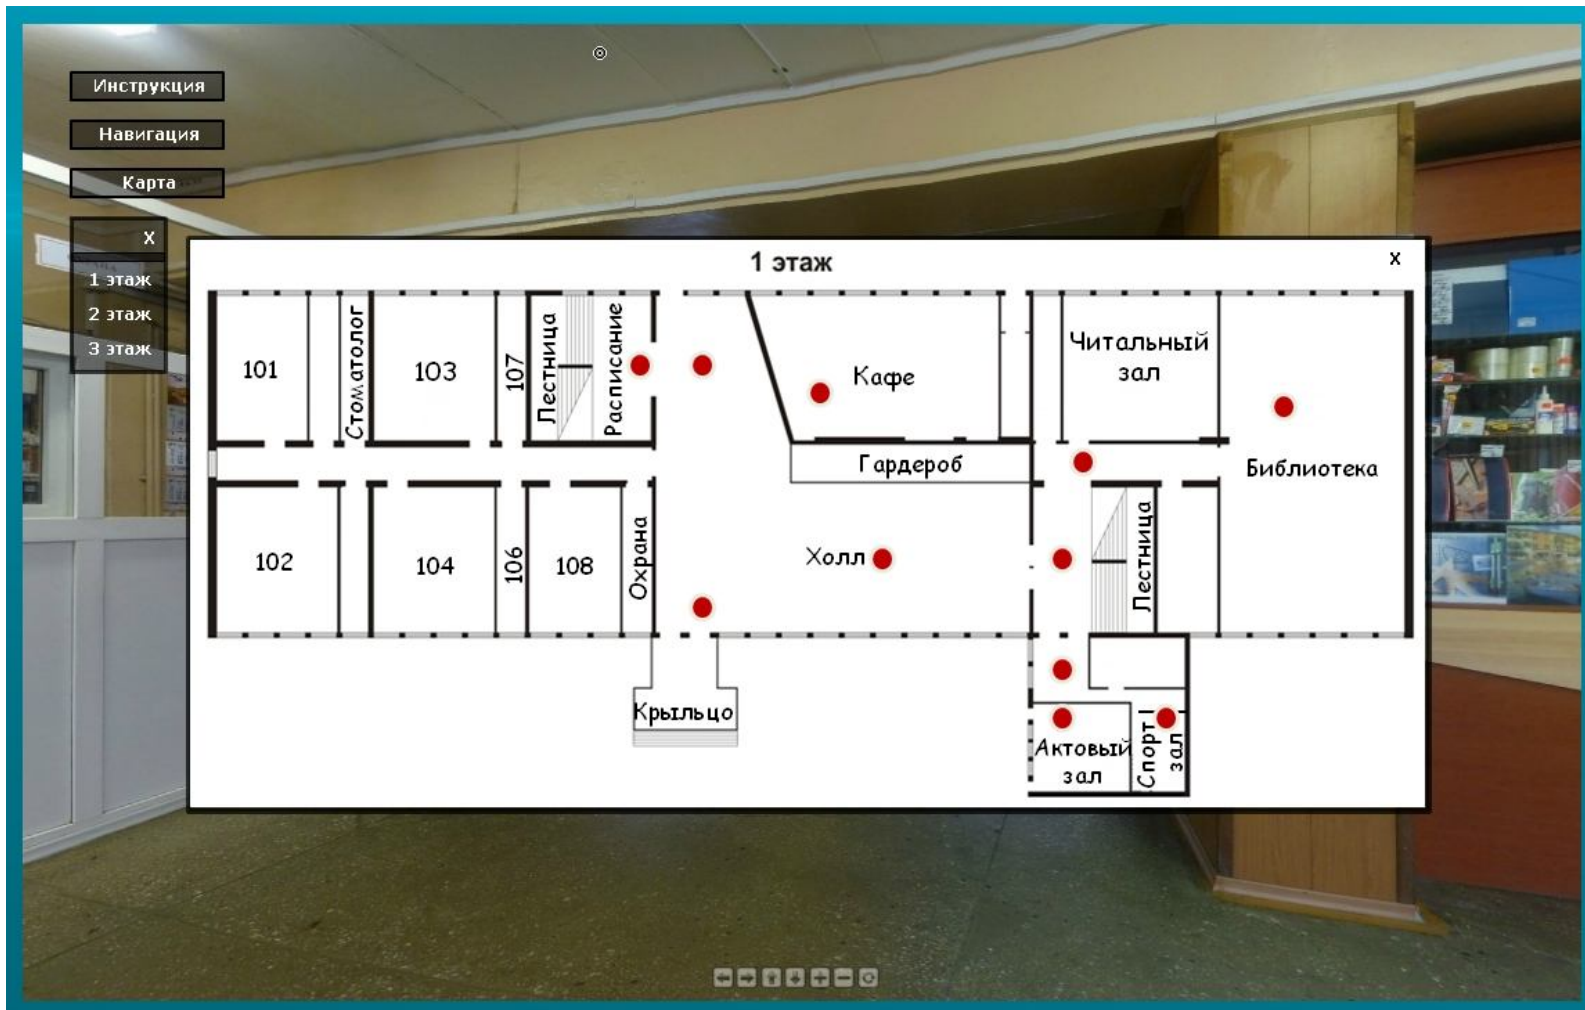 Инструкция
Навигация
Карта
X
1 этаж
2 этаж
3 этаж
1 этаж
X
101
Стоматолог
103
107
Лестница
Расписание
Кафе
Читальный
зал
Гардероб
Библиотека
102
104
106
108
Охрана
Холл
Лестница
Крыльцо
Актовый
зал
Спорт
зал